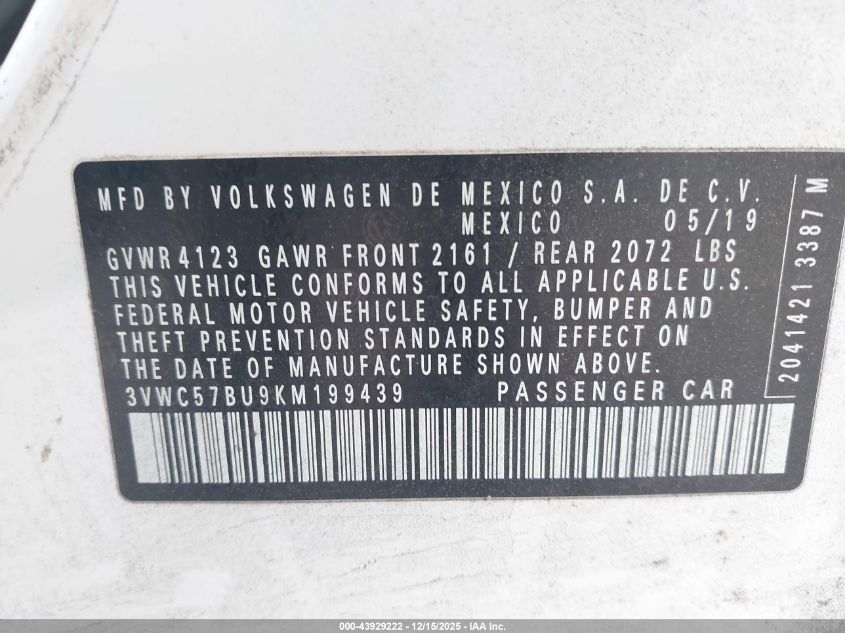 MFD BY VOLKSWAGEN DE MEXICO S.A. DE C.V.
MEXICO 05/19
GVWR 4123 GAWR FRONT 2161 / REAR 2072 LBS
THIS VEHICLE CONFORMS TO ALL APPLICABLE U.S.
FEDERAL MOTOR VEHICLE SAFETY, BUMPER AND
THEFT PREVENTION STANDARDS IN EFFECT ON
THE DATE OF MANUFACTURE SHOWN ABOVE.
3VWC57BU9KM199439 PASSENGER CAR
2041421 3387 M
000-43929222 - 12/15/2025 - IAA Inc.